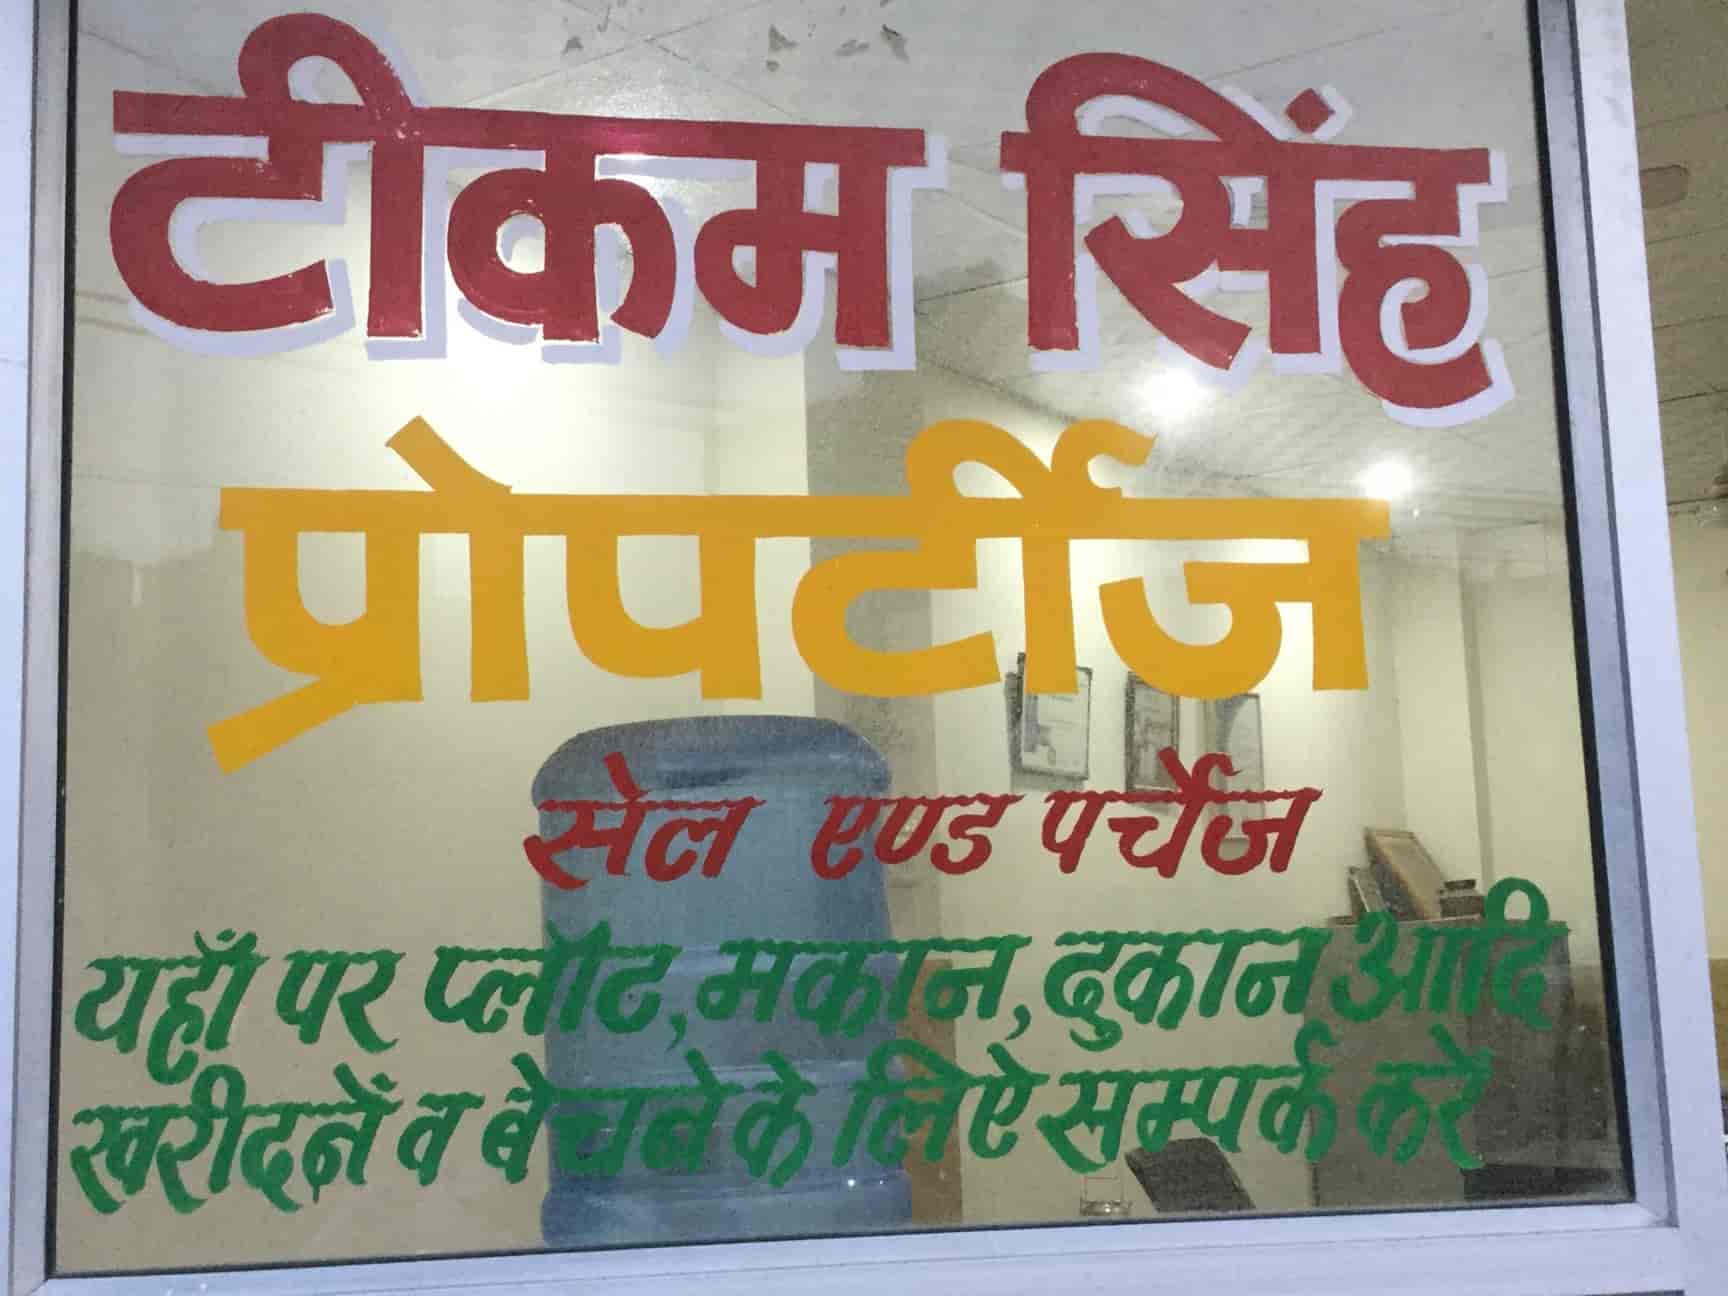 टीकम सिंह
प्रोपर्टीज
सेल एण्ड पर्चेज
यहाँ पर प्लॉट, मकान, दुकान आदि
खरीदनें व बेचने के लिऐ सम्पर्क करें